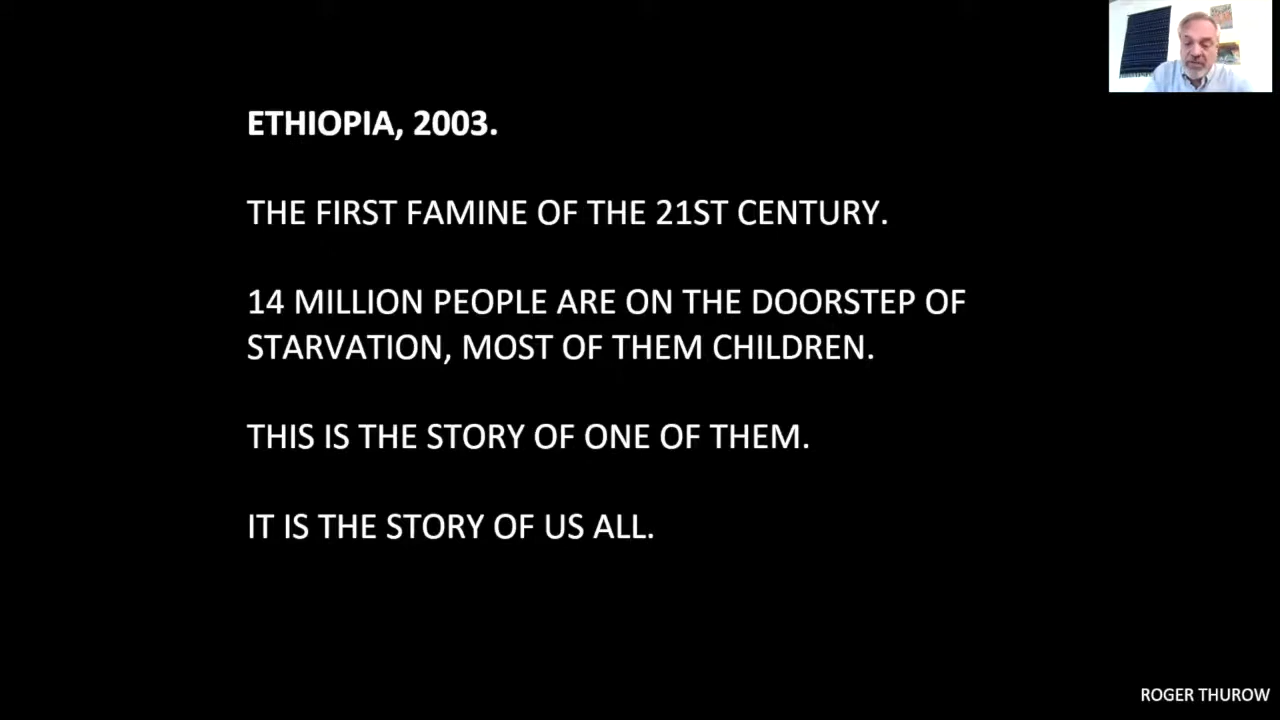 ETHIOPIA, 2003.
THE FIRST FAMINE OF THE 21ST CENTURY.
14 MILLION PEOPLE ARE ON THE DOORSTEP OF
STARVATION, MOST OF THEM CHILDREN.
THIS IS THE STORY OF ONE OF THEM.
IT IS THE STORY OF US ALL.
ROGER THUROW